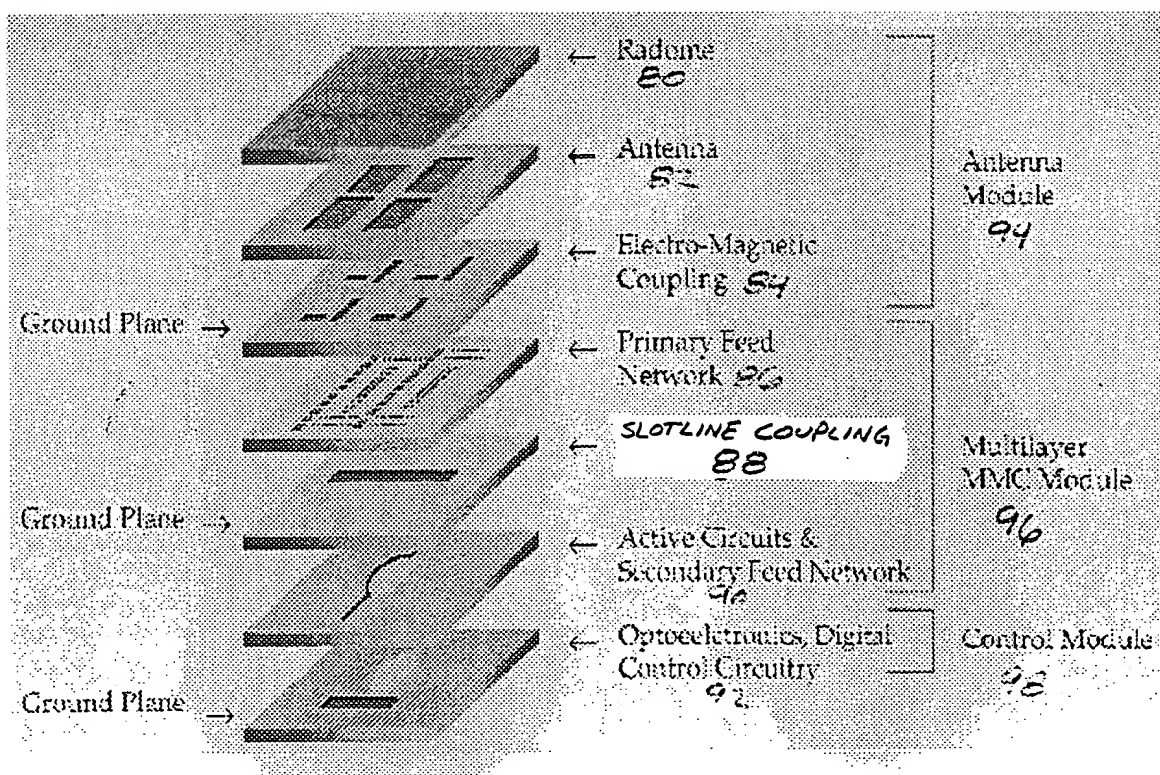 Radome
80
Antenna
82
Antenna
Module
94
Electro-Magnetic
Coupling 84
Ground Plane
Primary Feed
Network 86
SLOTLINE COUPLING
88
Multilayer
MMC Module
96
Ground Plane
Active Circuits &
Secondary Feed Network
90
Optoeletronics, Digital
Control Circuitry
92
Control Module
98
Ground Plane